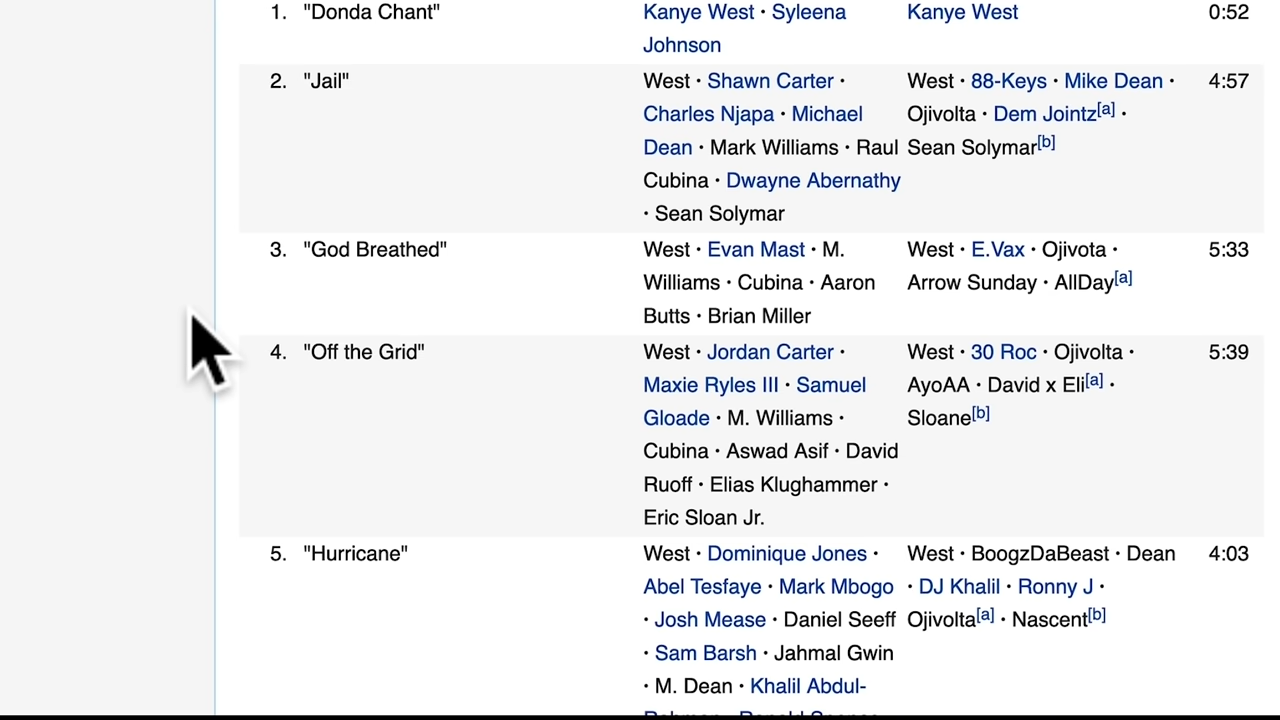 1. "Donda Chant" Kanye West · Syleena Kanye West 0:52
Johnson
2. "Jail" West · Shawn Carter · West · 88-Keys · Mike Dean · 4:57
Charles Njapa · Michael Ojivolta · Dem Jointz[a] ·
Dean · Mark Williams · Raul Sean Solymar[b]
Cubina · Dwayne Abernathy
· Sean Solymar
3. "God Breathed" West · Evan Mast · M. West · E.Vax · Ojivota · 5:33
Williams · Cubina · Aaron Arrow Sunday · AllDay[a]
Butts · Brian Miller
4. "Off the Grid" West · Jordan Carter · West · 30 Roc · Ojivolta · 5:39
Maxie Ryles III · Samuel AyoAA · David x Eli[a] ·
Gloade · M. Williams · Sloane[b]
Cubina · Aswad Asif · David
Ruoff · Elias Klughammer ·
Eric Sloan Jr.
5. "Hurricane" West · Dominique Jones · West · BoogzDaBeast · Dean 4:03
Abel Tesfaye · Mark Mbogo · DJ Khalil · Ronny J ·
· Josh Mease · Daniel Seeff Ojivolta[a] · Nascent[b]
· Sam Barsh · Jahmal Gwin
· M. Dean · Khalil Abdul-